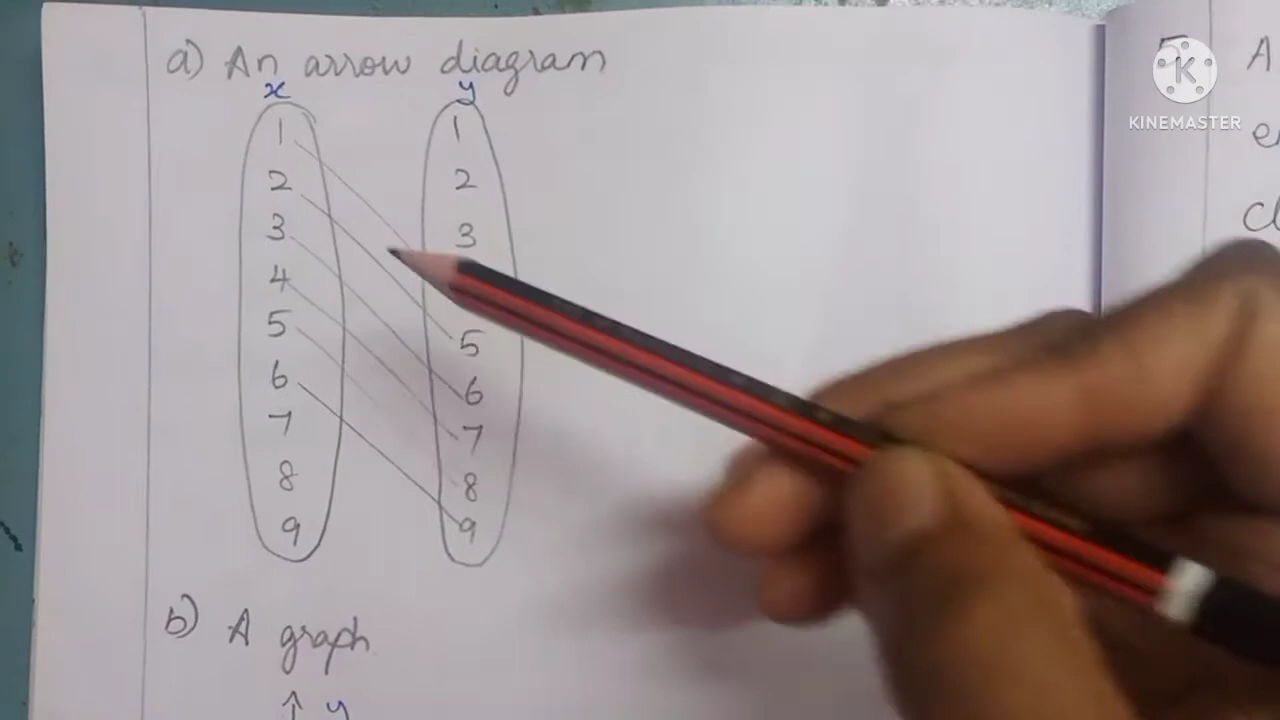 a) An arrow diagram
x y
1 1
2 2
3 3
4
5 5
6 6
7 7
8 8
9 9
b) A graph
y
5 A
K
KINEMASTER